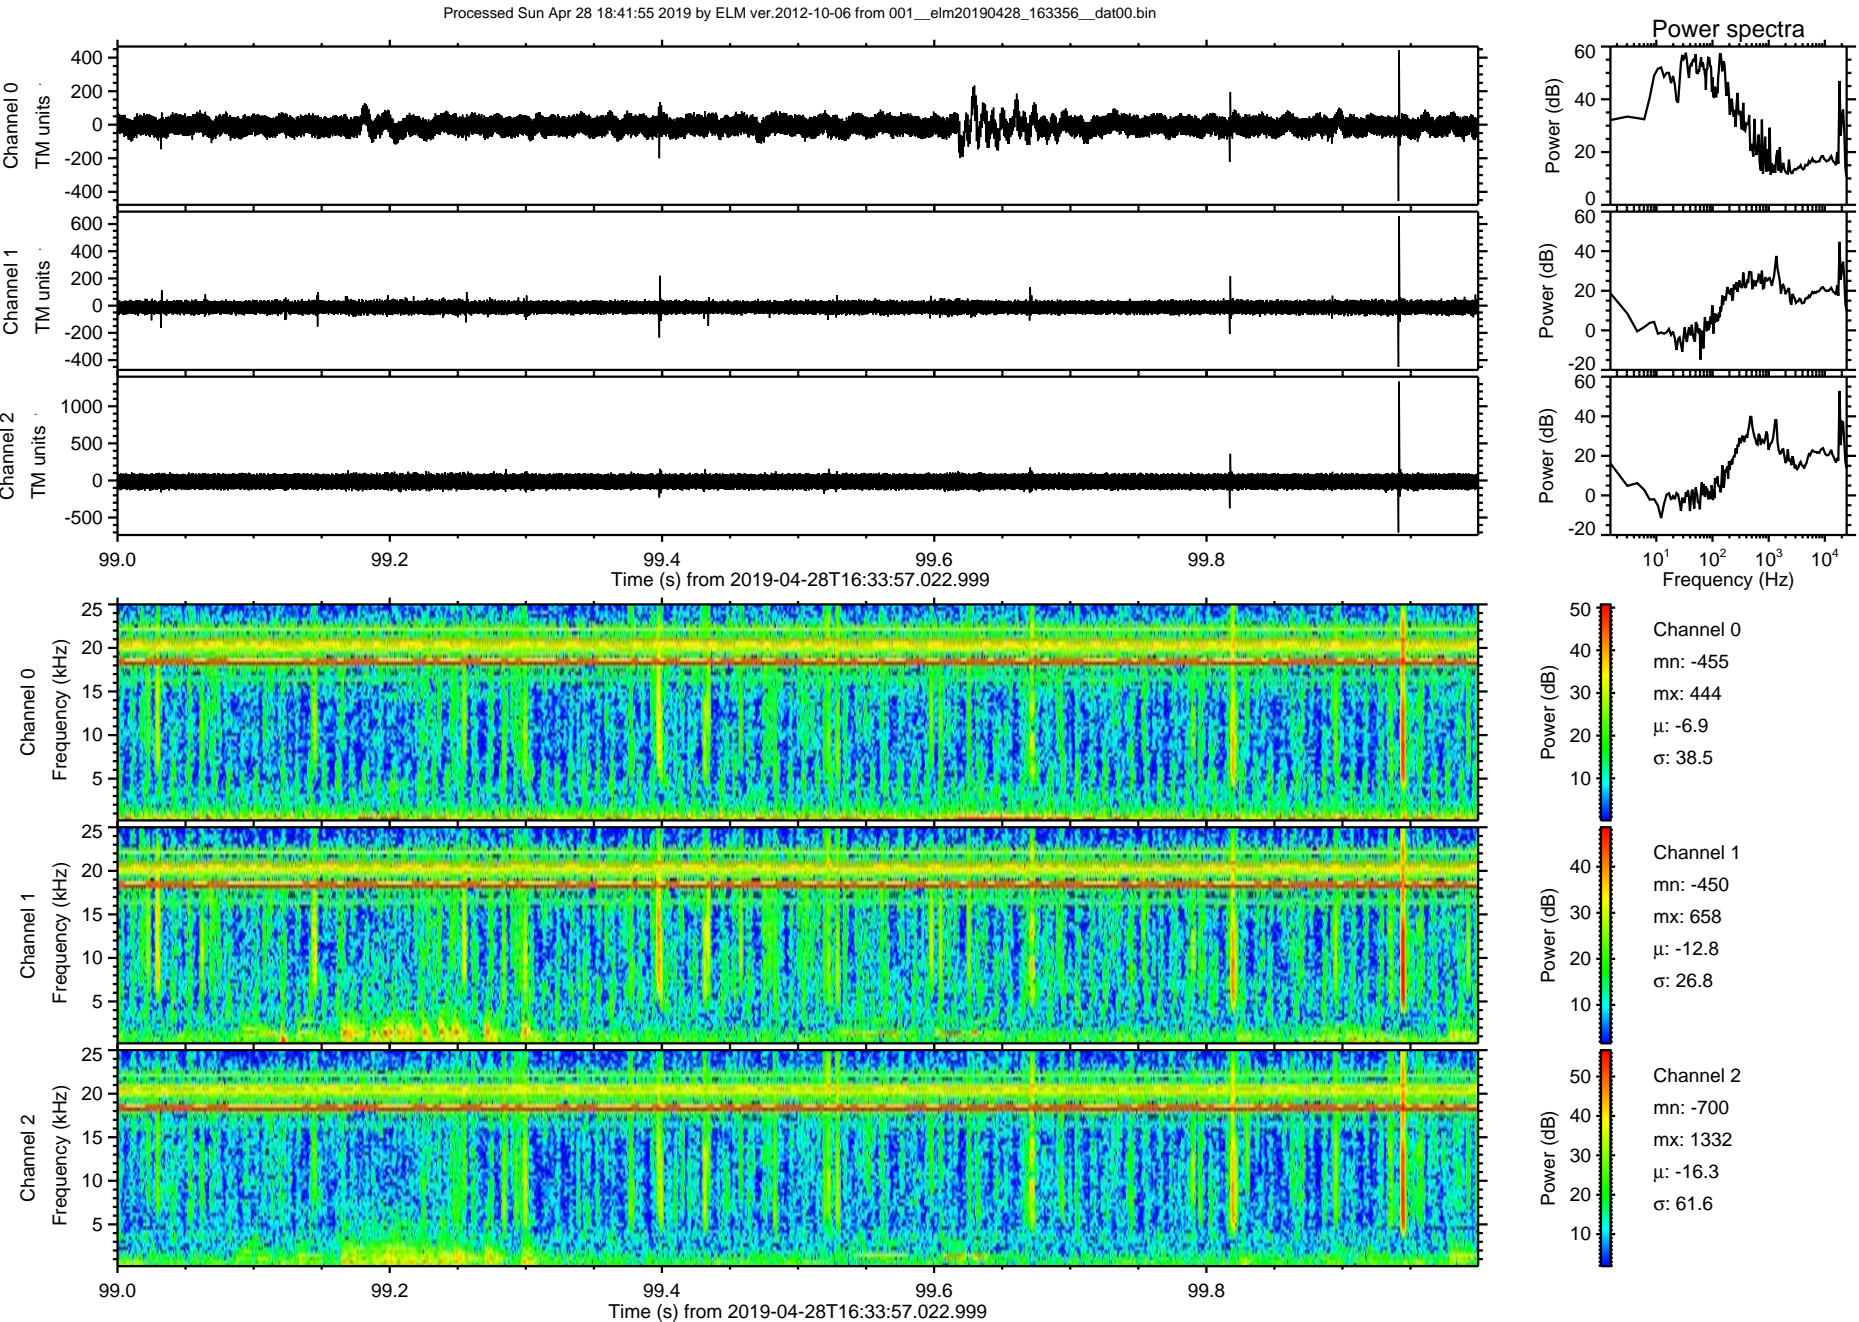 Processed Sun Apr 28 18:41:55 2019 by ELM ver.2012-10-06 from 001__elm20190428_163356__dat00.bin
Power spectra
Channel 0
TM units
400
200
0
-200
-400
Power (dB)
60
40
20
0
Channel 1
TM units
600
400
200
0
-200
-400
Power (dB)
60
40
20
0
-20
Channel 2
TM units
1000
500
0
-500
Power (dB)
60
40
20
0
-20
99.0 99.2 99.4 99.6 99.8
Time (s) from 2019-04-28T16:33:57.022.999
10¹ 10² 10³ 10⁴
Frequency (Hz)
Channel 0
Frequency (kHz)
25
20
15
10
5
Power (dB)
50
40
30
20
10
Channel 0
mn: -455
mx: 444
μ: -6.9
σ: 38.5
Channel 1
Frequency (kHz)
25
20
15
10
5
Power (dB)
40
30
20
10
Channel 1
mn: -450
mx: 658
μ: -12.8
σ: 26.8
Channel 2
Frequency (kHz)
25
20
15
10
5
Power (dB)
50
40
30
20
10
Channel 2
mn: -700
mx: 1332
μ: -16.3
σ: 61.6
99.0 99.2 99.4 99.6 99.8
Time (s) from 2019-04-28T16:33:57.022.999